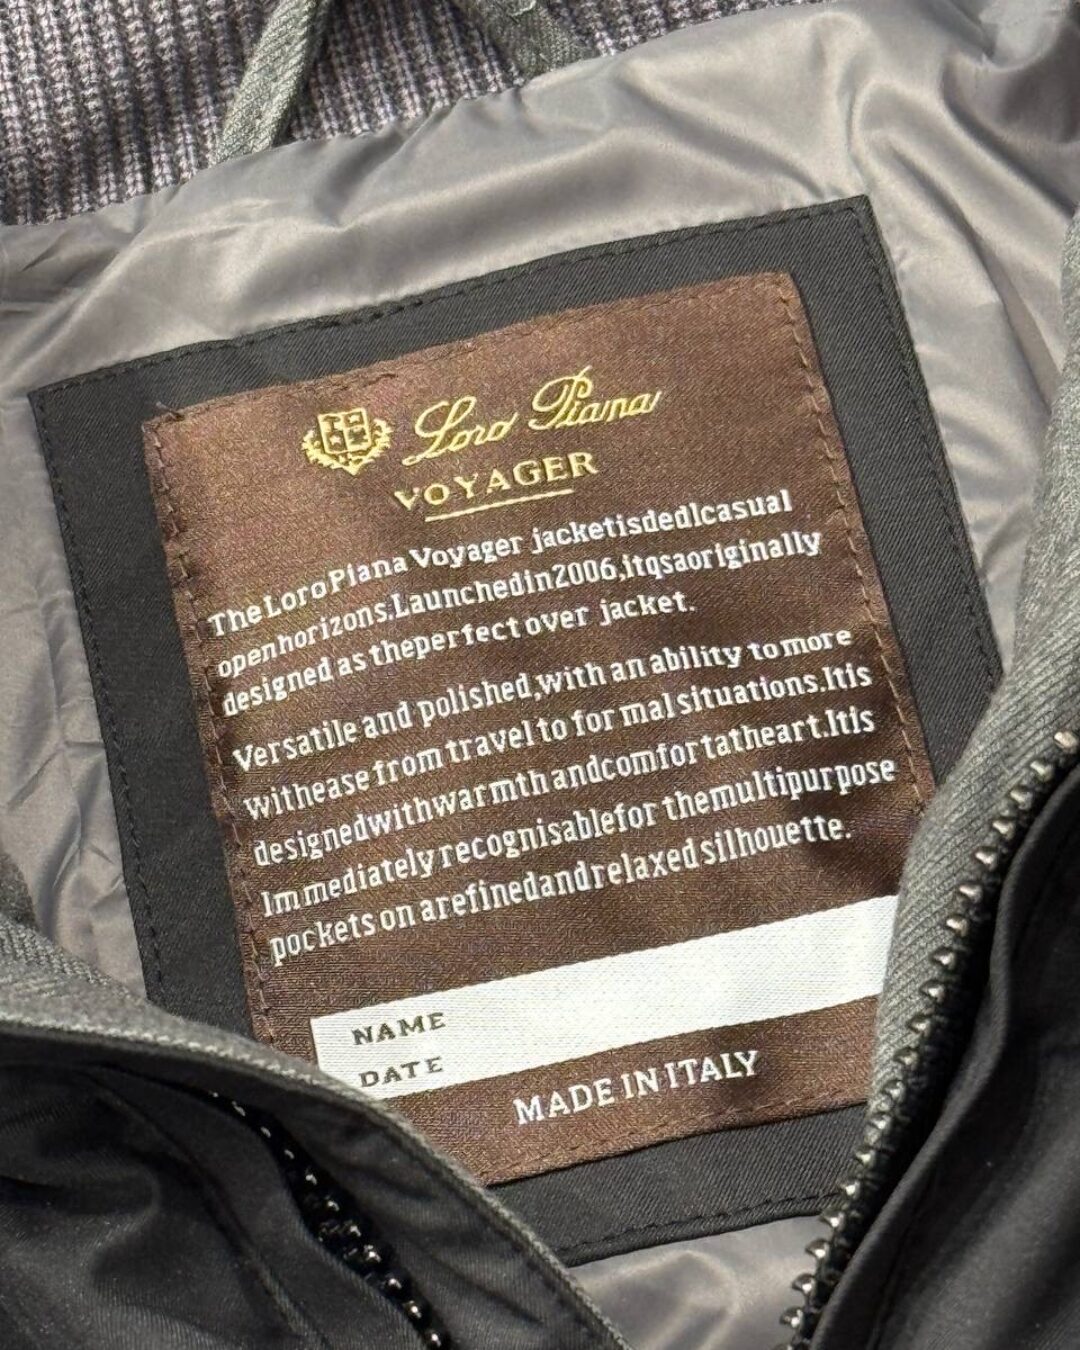 Loro Piana
VOYAGER
The Loro Piana Voyager jacketisdedlcasual
openhorizons.Launchedin2006,itqsaoriginally
designed as theperfect over jacket.
Versatile and polished,with an ability to more
withease from travel to for mal situations.Itis
designedwithwarmth andcomfortatheart.Itis
Immediately recognisablefor themultipurpose
pockets on arefinedandrelaxed silhouette.
NAME
DATE
MADE IN ITALY